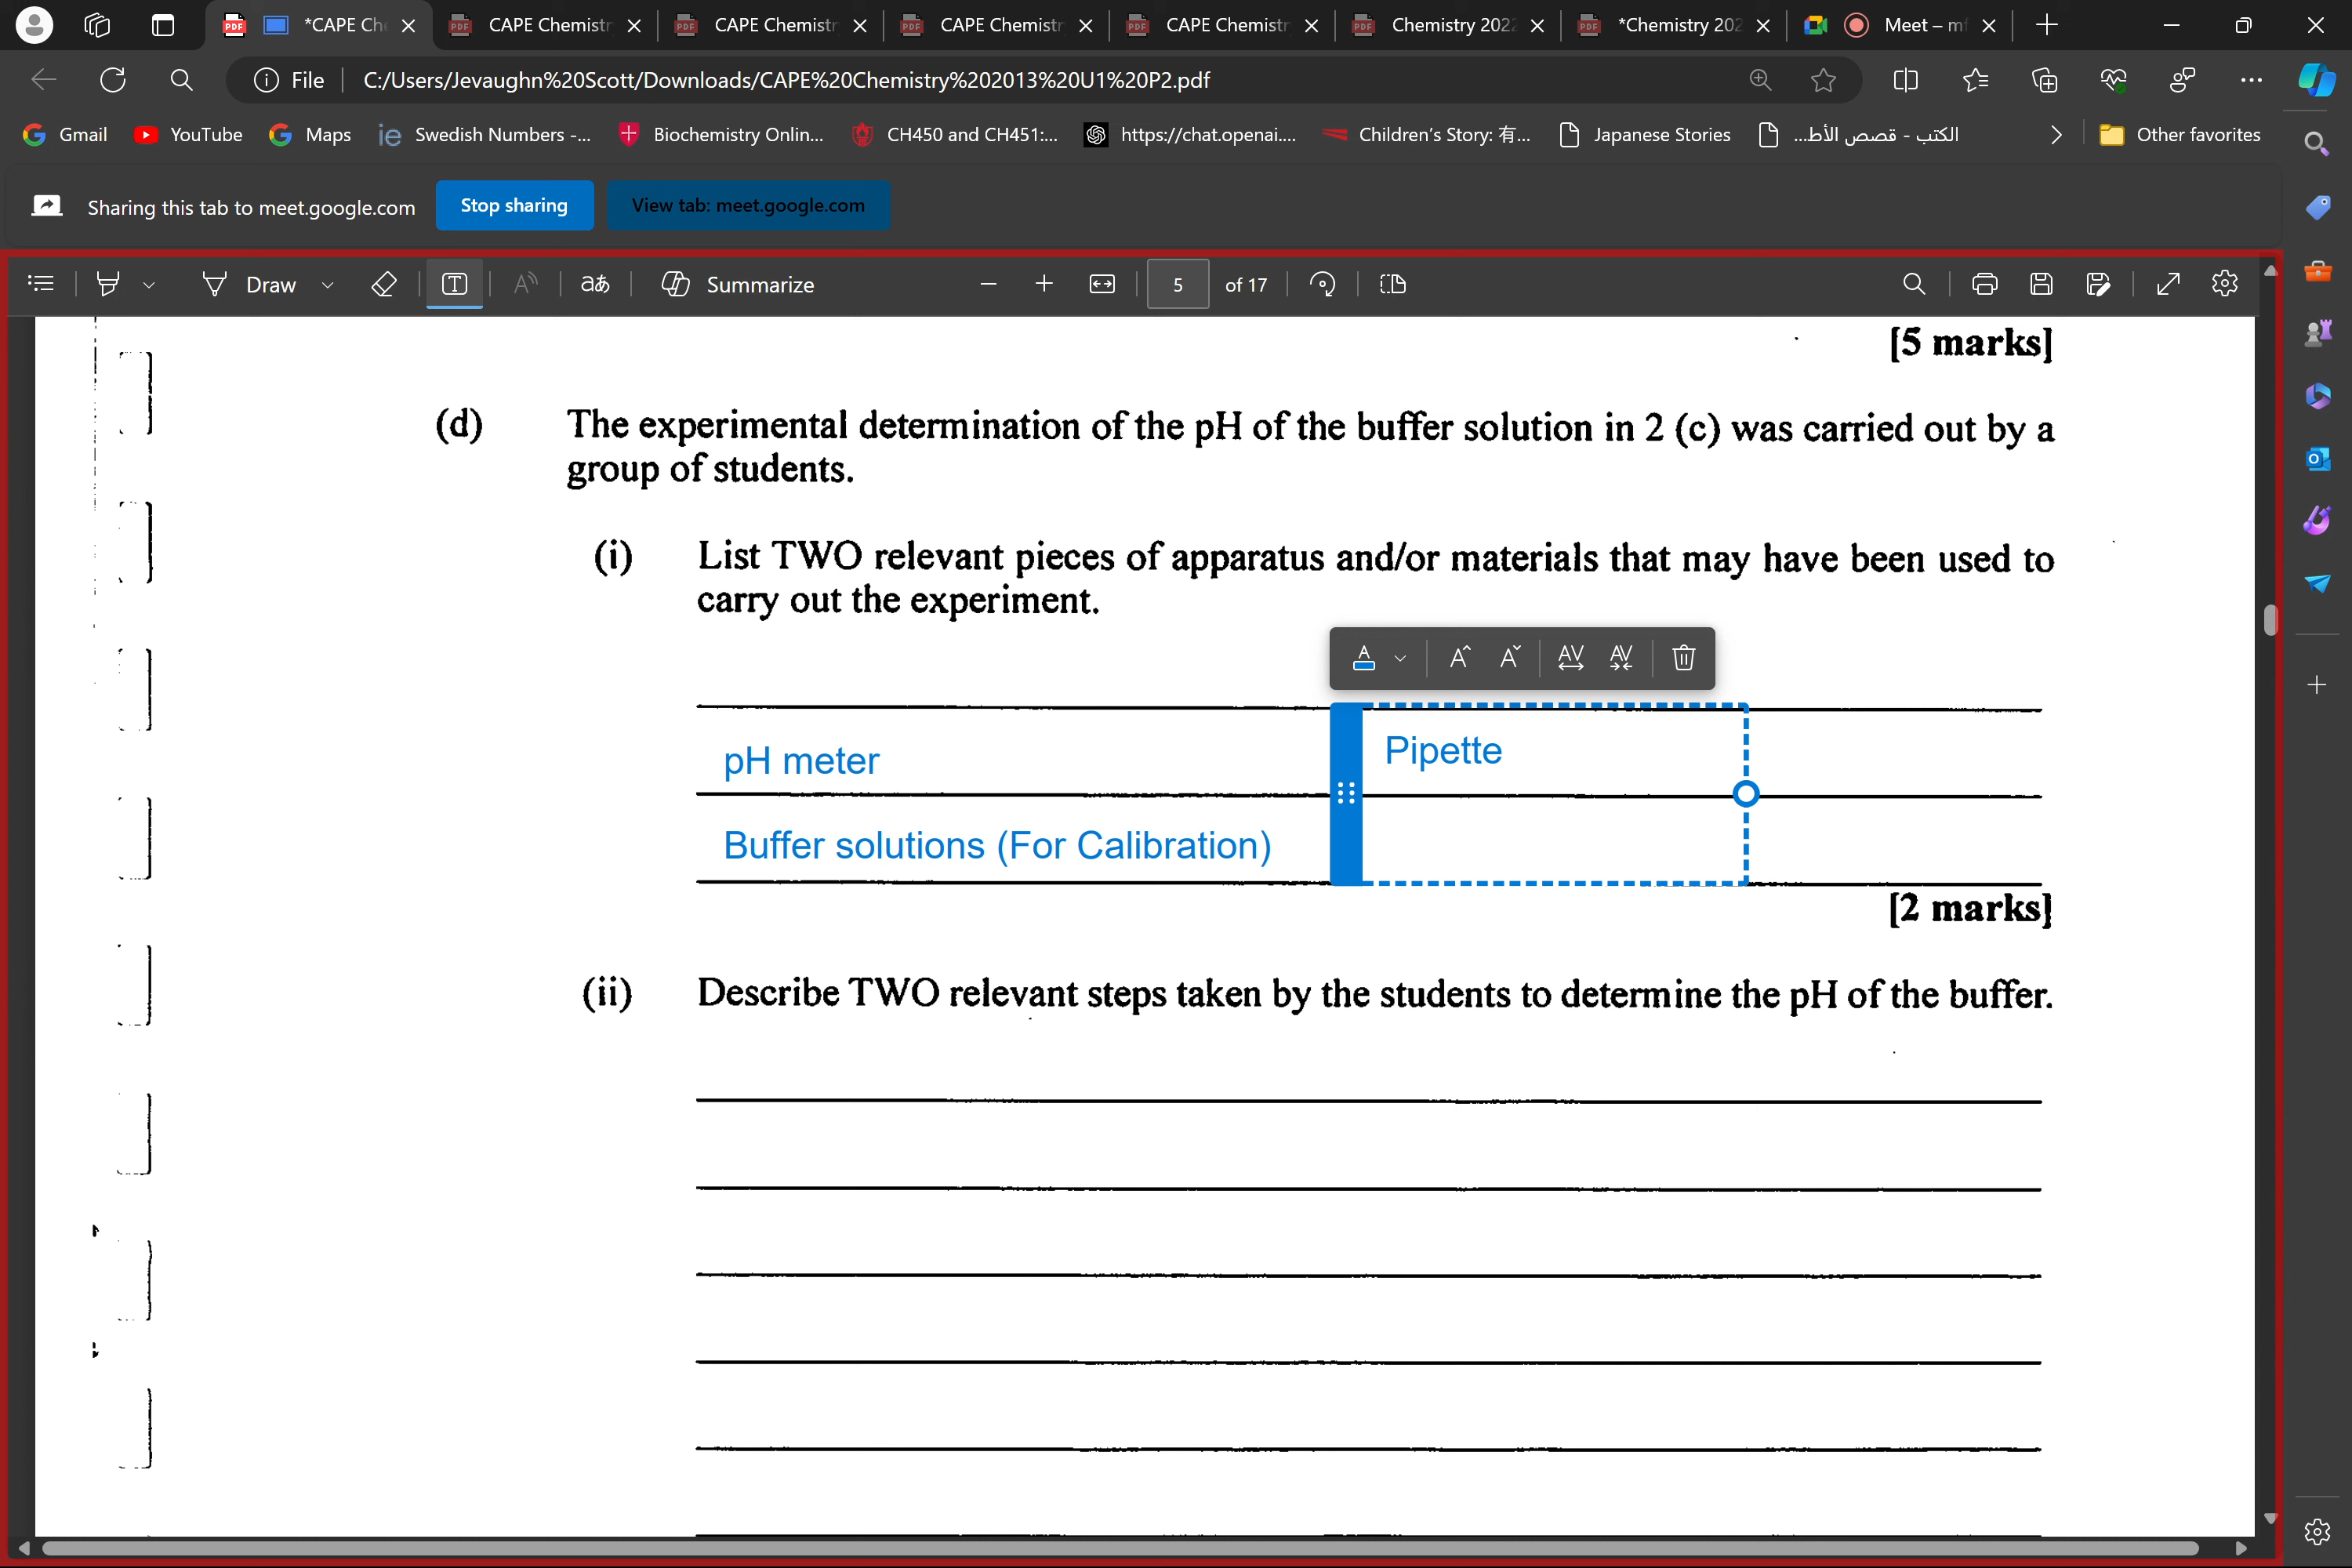 *CAPE Ch
CAPE Chemistr
CAPE Chemistr
CAPE Chemistr
CAPE Chemistr
Chemistry 2022
*Chemistry 202
Meet – mf
File
C:/Users/Jevaughn%20Scott/Downloads/CAPE%20Chemistry%202013%20U1%20P2.pdf
Gmail
YouTube
Maps
Swedish Numbers -...
Biochemistry Onlin...
CH450 and CH451:...
https://chat.openai....
Children's Story: 有...
Japanese Stories
الكتب - قصص الأط...
Other favorites
Sharing this tab to meet.google.com
Stop sharing
View tab: meet.google.com
Draw
aあ
Summarize
5 of 17
[5 marks]
(d) The experimental determination of the pH of the buffer solution in 2 (c) was carried out by a
group of students.
(i) List TWO relevant pieces of apparatus and/or materials that may have been used to
carry out the experiment.
pH meter
Pipette
Buffer solutions (For Calibration)
[2 marks]
(ii) Describe TWO relevant steps taken by the students to determine the pH of the buffer.